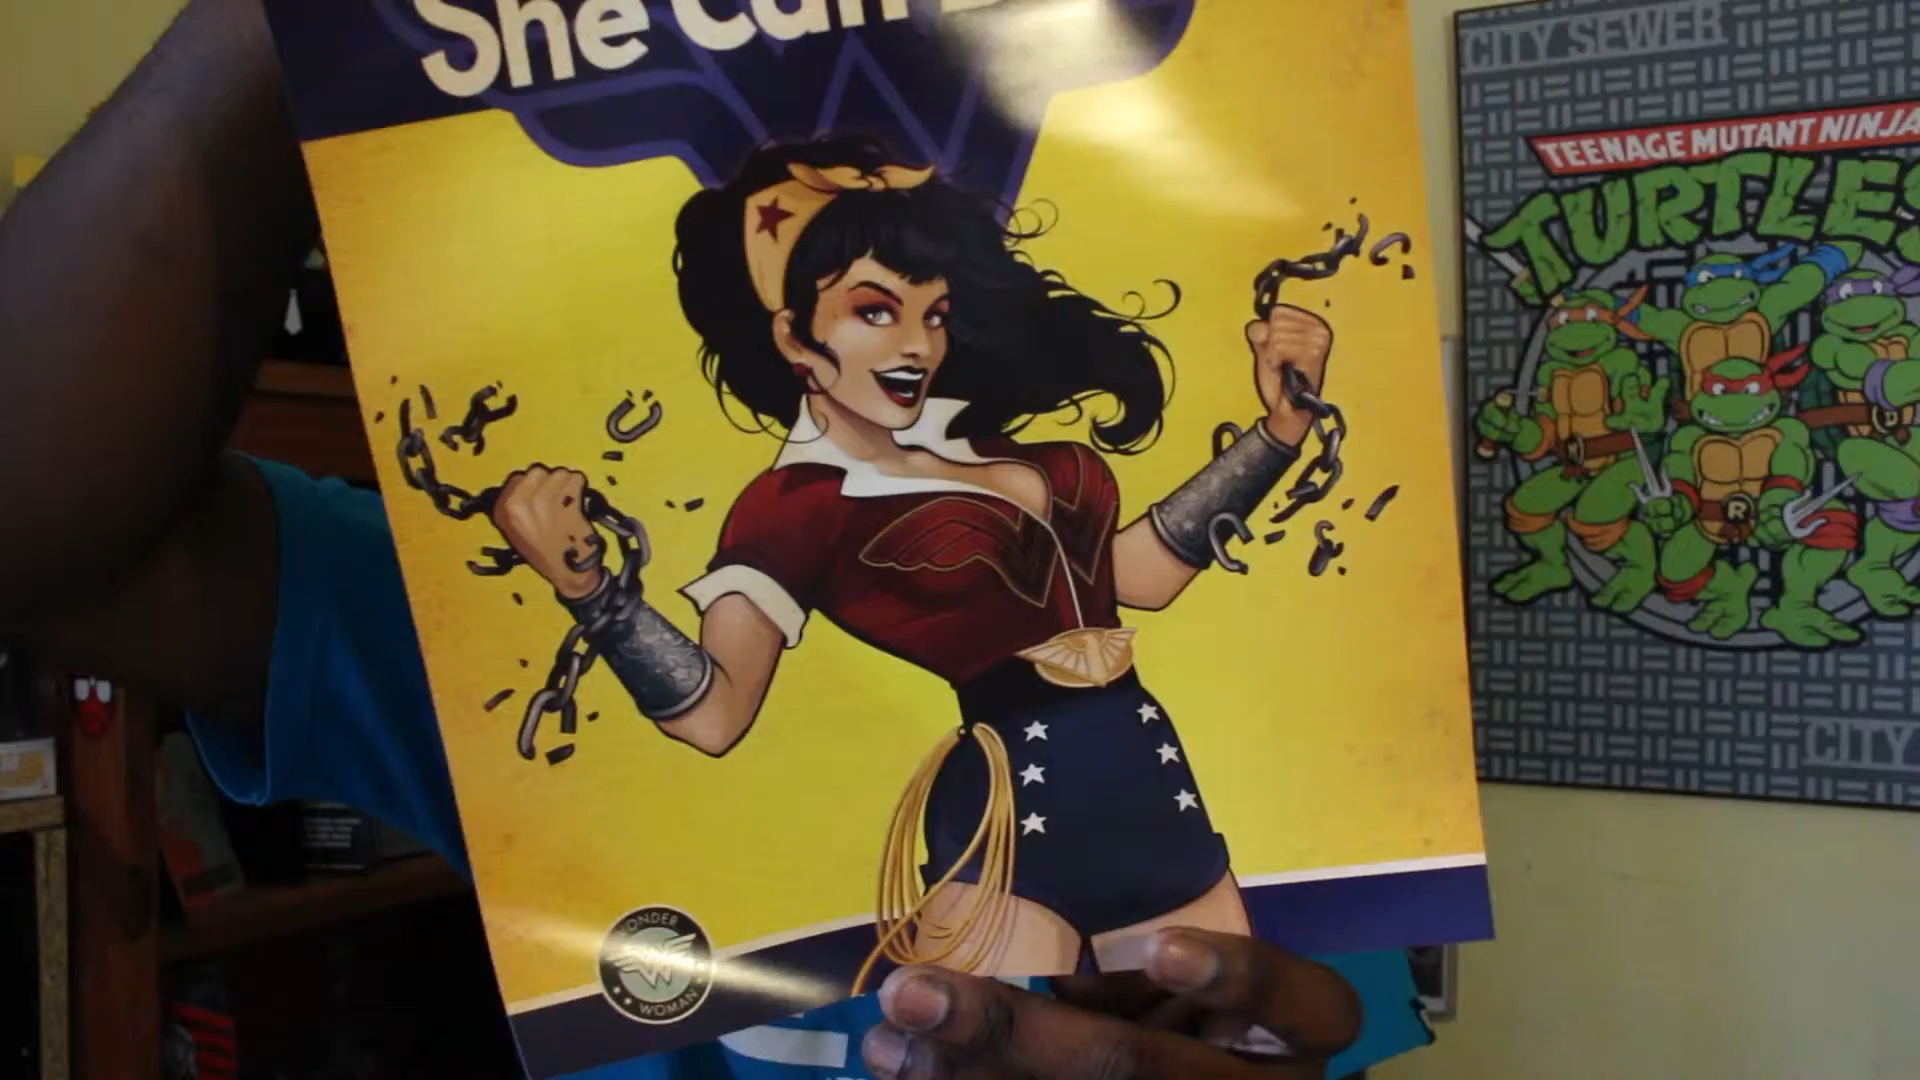 She Can
CITY SEWER
TEENAGE MUTANT NINJA
TURTLES
R
WONDER
WOMAN
CITY